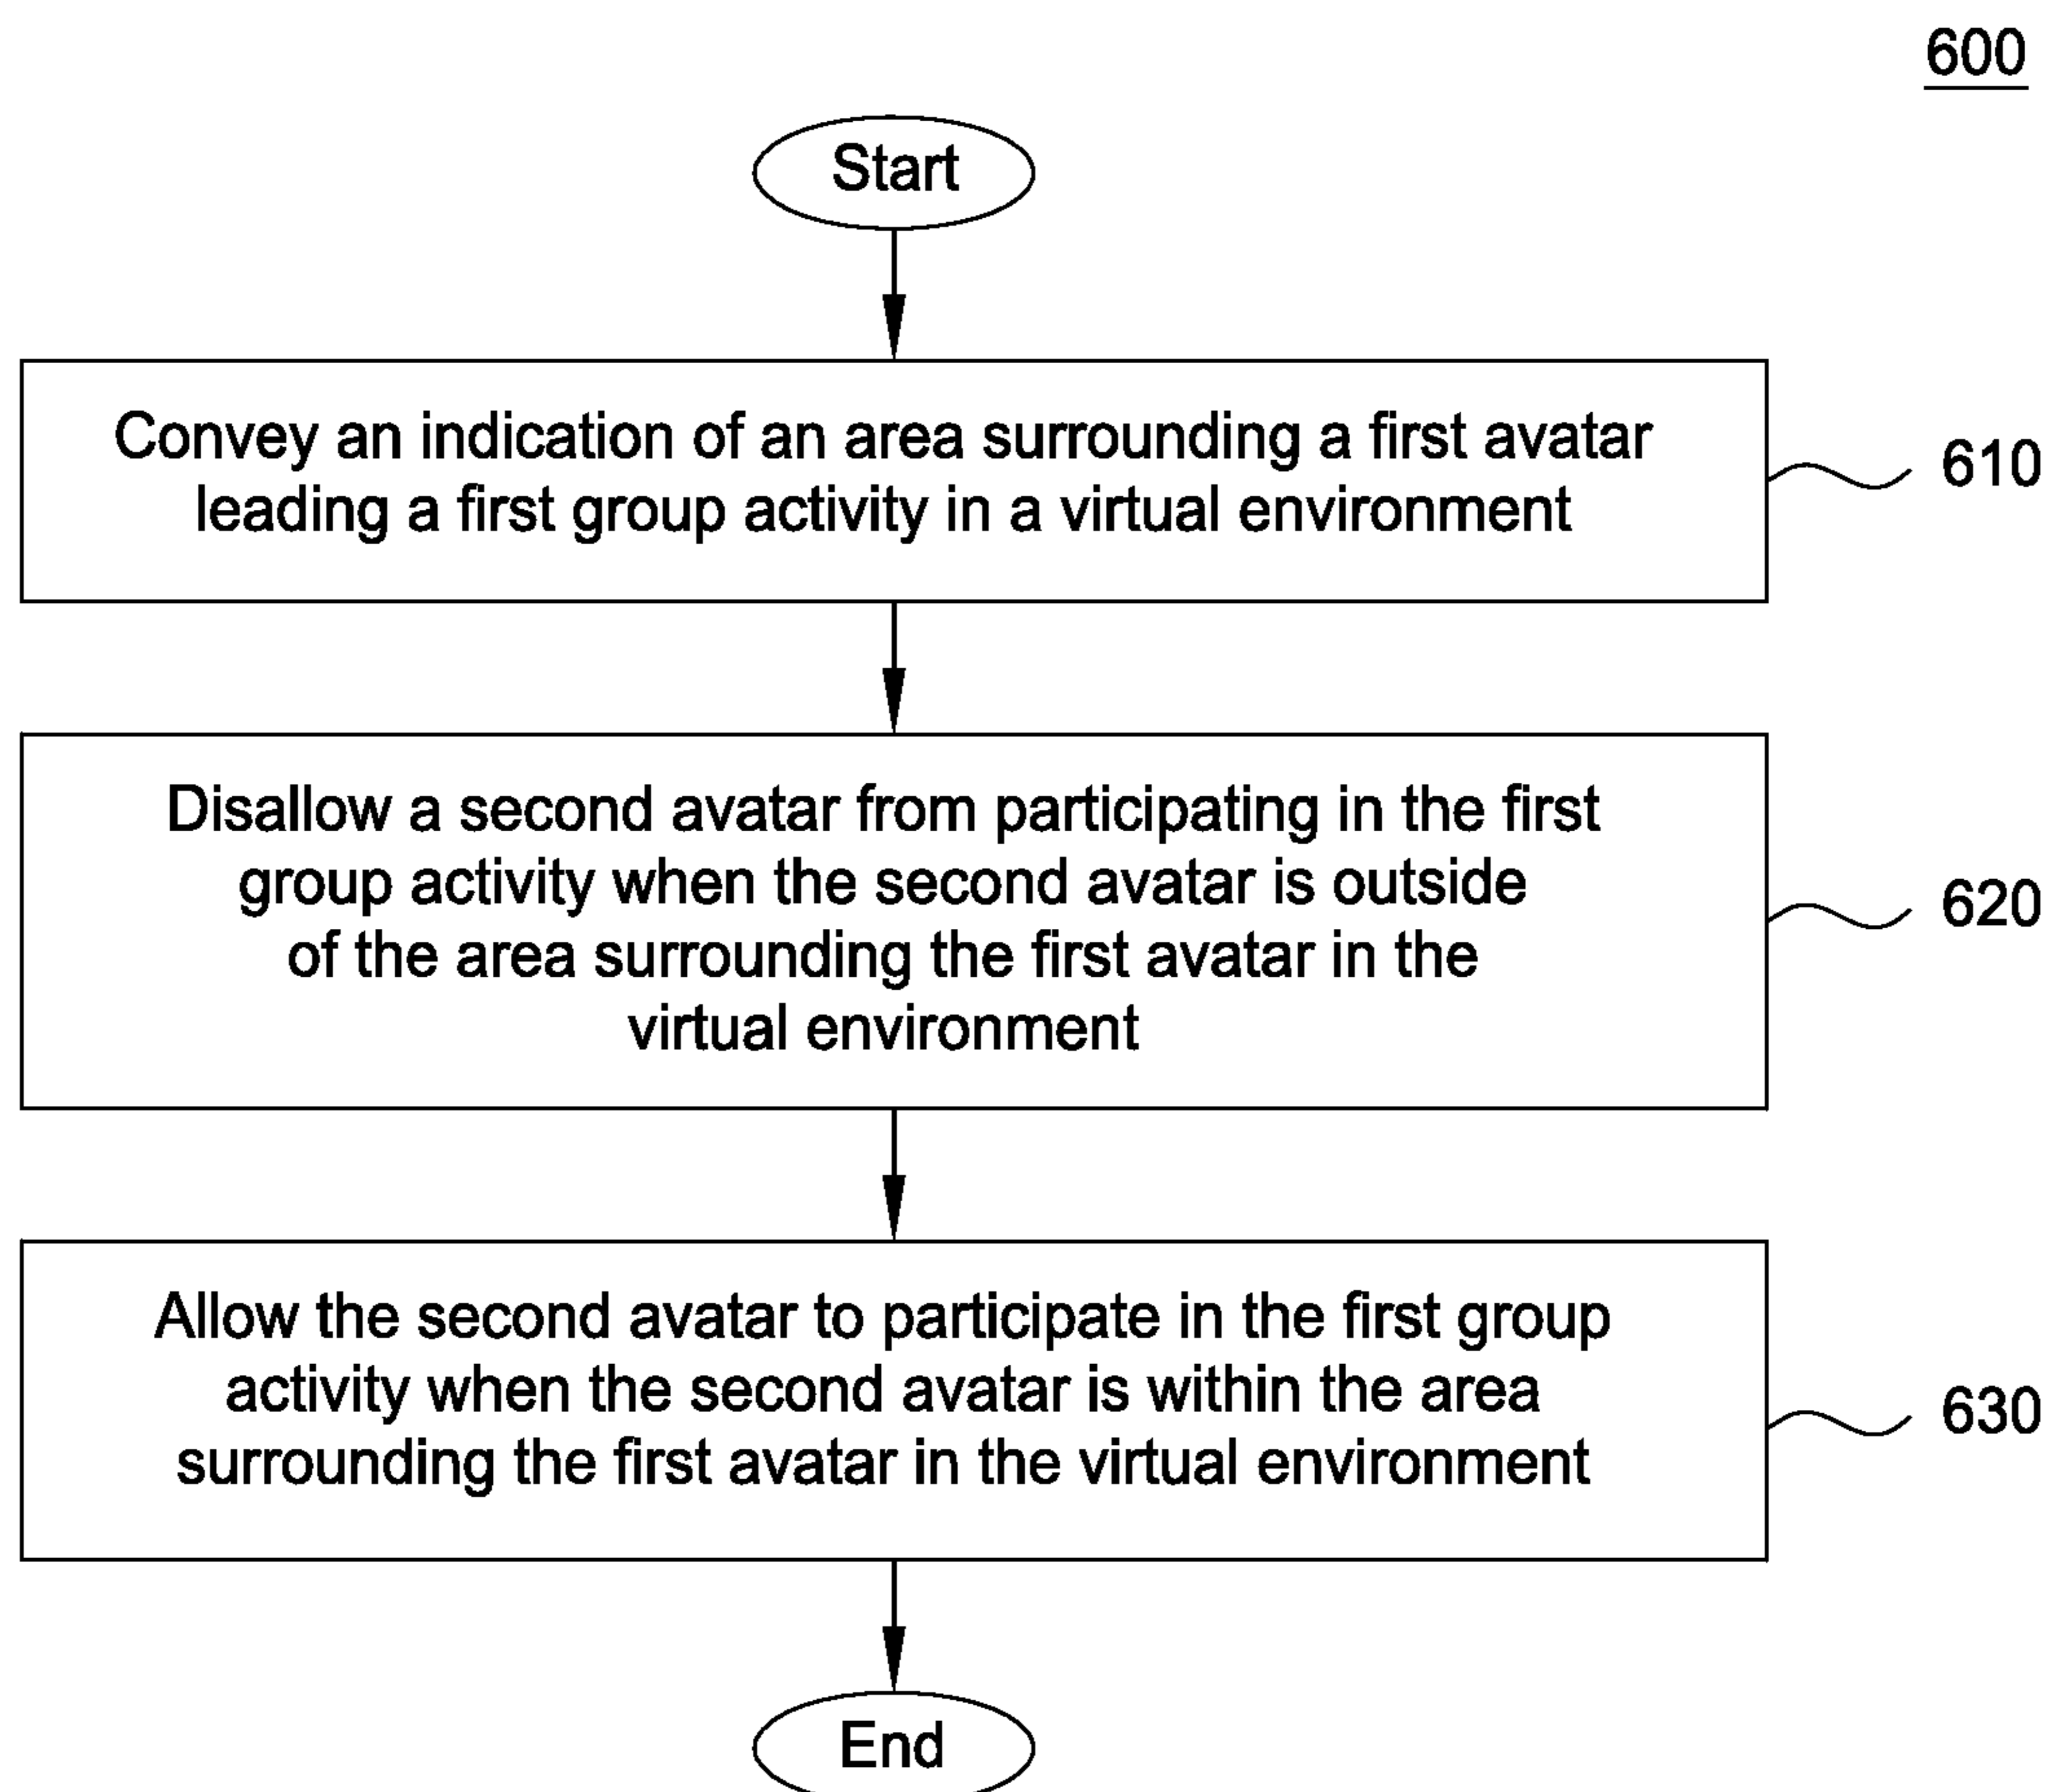 600
Start
Convey an indication of an area surrounding a first avatar
leading a first group activity in a virtual environment
610
Disallow a second avatar from participating in the first
group activity when the second avatar is outside
of the area surrounding the first avatar in the
virtual environment
620
Allow the second avatar to participate in the first group
activity when the second avatar is within the area
surrounding the first avatar in the virtual environment
630
End